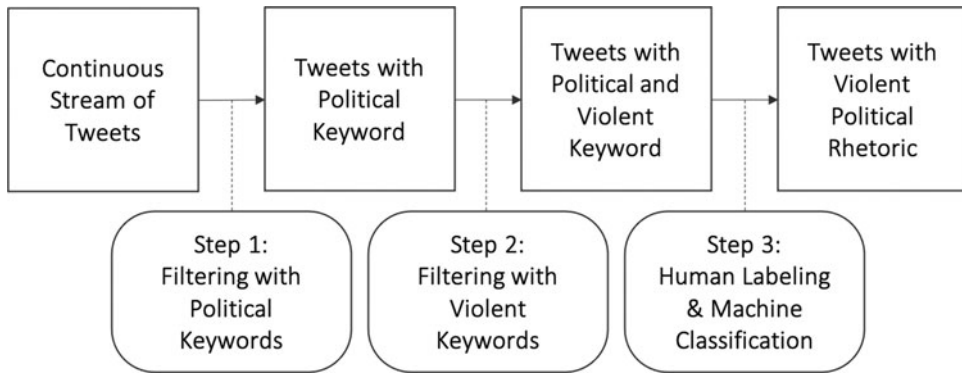 Continuous
Stream of
Tweets
Tweets with
Political
Keyword
Tweets with
Political and
Violent
Keyword
Tweets with
Violent
Political
Rhetoric
Step 1:
Filtering with
Political
Keywords
Step 2:
Filtering with
Violent
Keywords
Step 3:
Human Labeling
& Machine
Classification